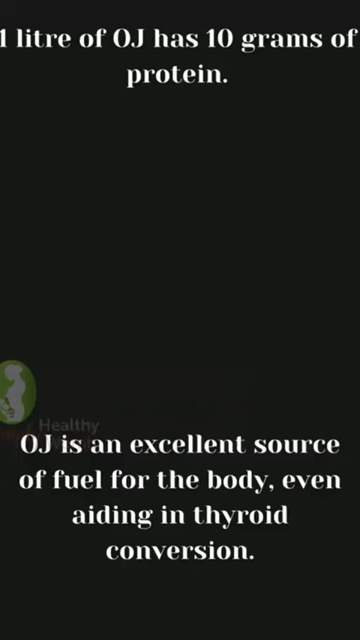 1 litre of OJ has 10 grams of
protein.
Healthy
OJ is an excellent source
of fuel for the body, even
aiding in thyroid
conversion.